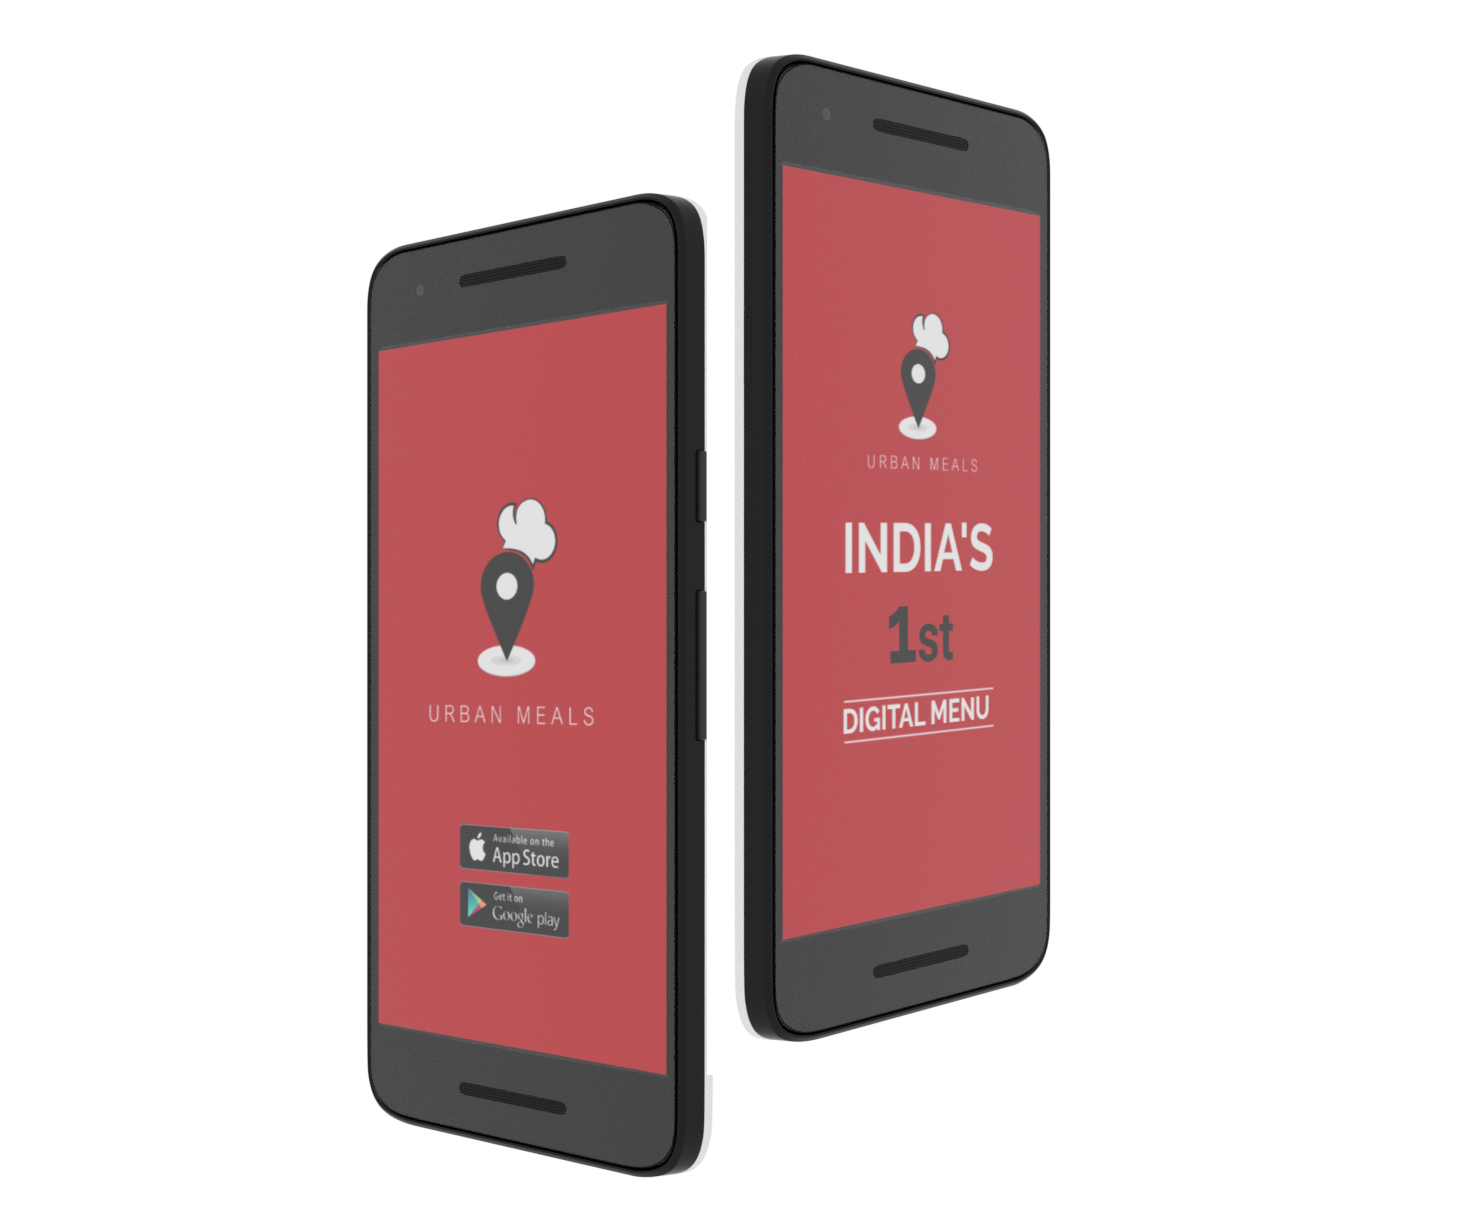 URBAN MEALS
Available on the
App Store
Get it on
Google play
URBAN MEALS
INDIA'S
1st
DIGITAL MENU